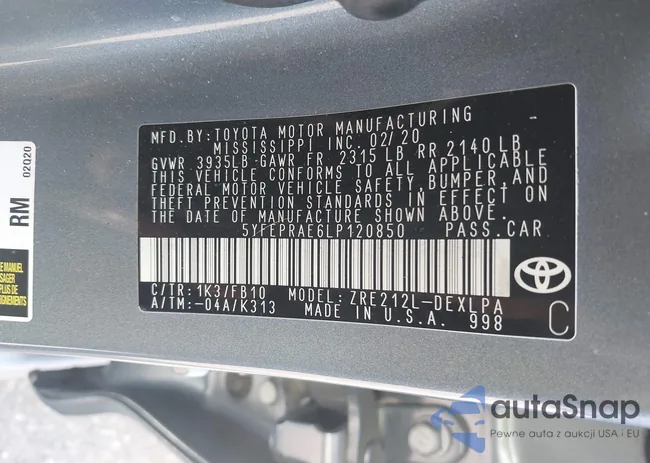 MFD. BY: TOYOTA MOTOR MANUFACTURING
MISSISSIPPI INC. 02/20
GVWR 3935LB GAWR FR 2315 LB RR 2140 LB
THIS VEHICLE CONFORMS TO ALL APPLICABLE
FEDERAL MOTOR VEHICLE SAFETY, BUMPER, AND
THEFT PREVENTION STANDARDS IN EFFECT ON
THE DATE OF MANUFACTURE SHOWN ABOVE.
5YFEPRAE6LP120850 PASS. CAR
C/TR: 1K3/FB10 MODEL: ZRE212L-DEXLPA
A/TM: -04A/K313 MADE IN U.S.A. 998
C
02020
RM
autaSnap
Pewne auta z aukcji USA i EU